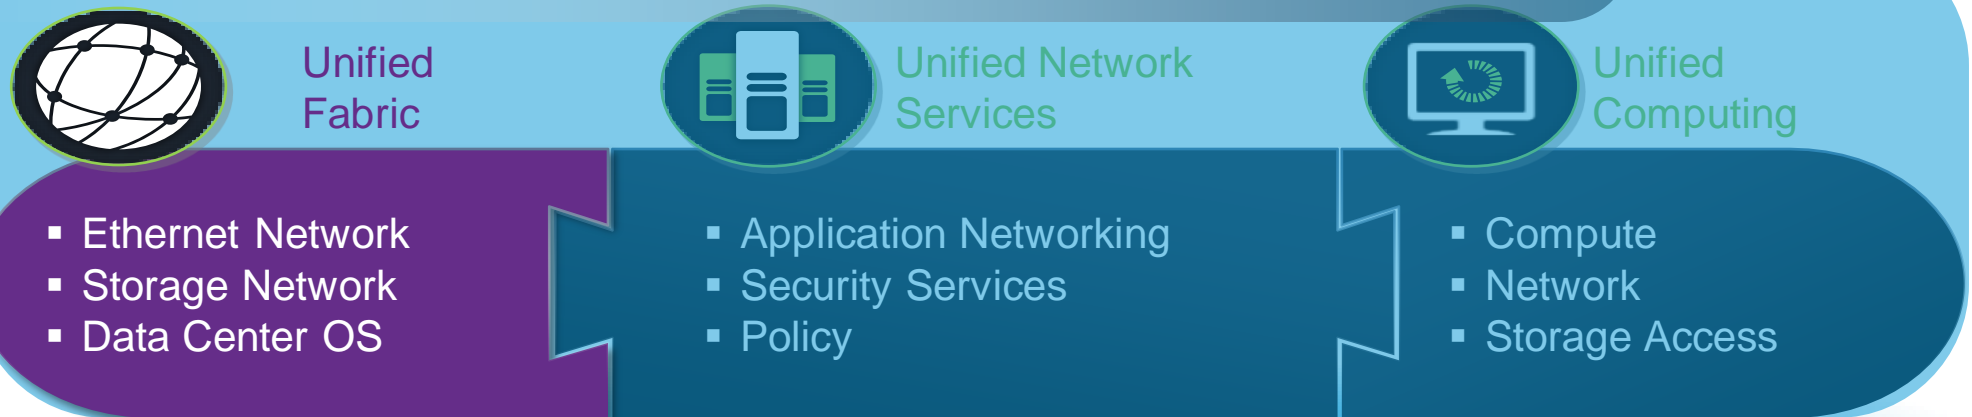 Unified
Fabric
▪ Ethernet Network
▪ Storage Network
▪ Data Center OS
Unified Network
Services
▪ Application Networking
▪ Security Services
▪ Policy
Unified
Computing
▪ Compute
▪ Network
▪ Storage Access